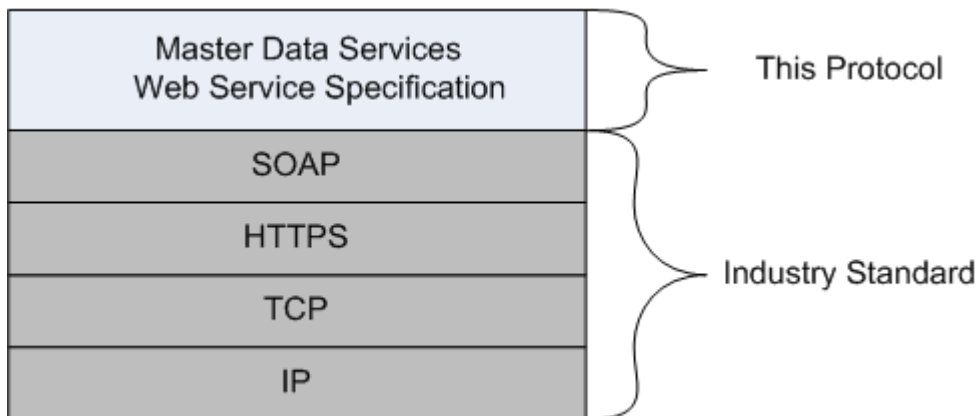 Master Data Services
Web Service Specification
This Protocol
SOAP
HTTPS
Industry Standard
TCP
IP